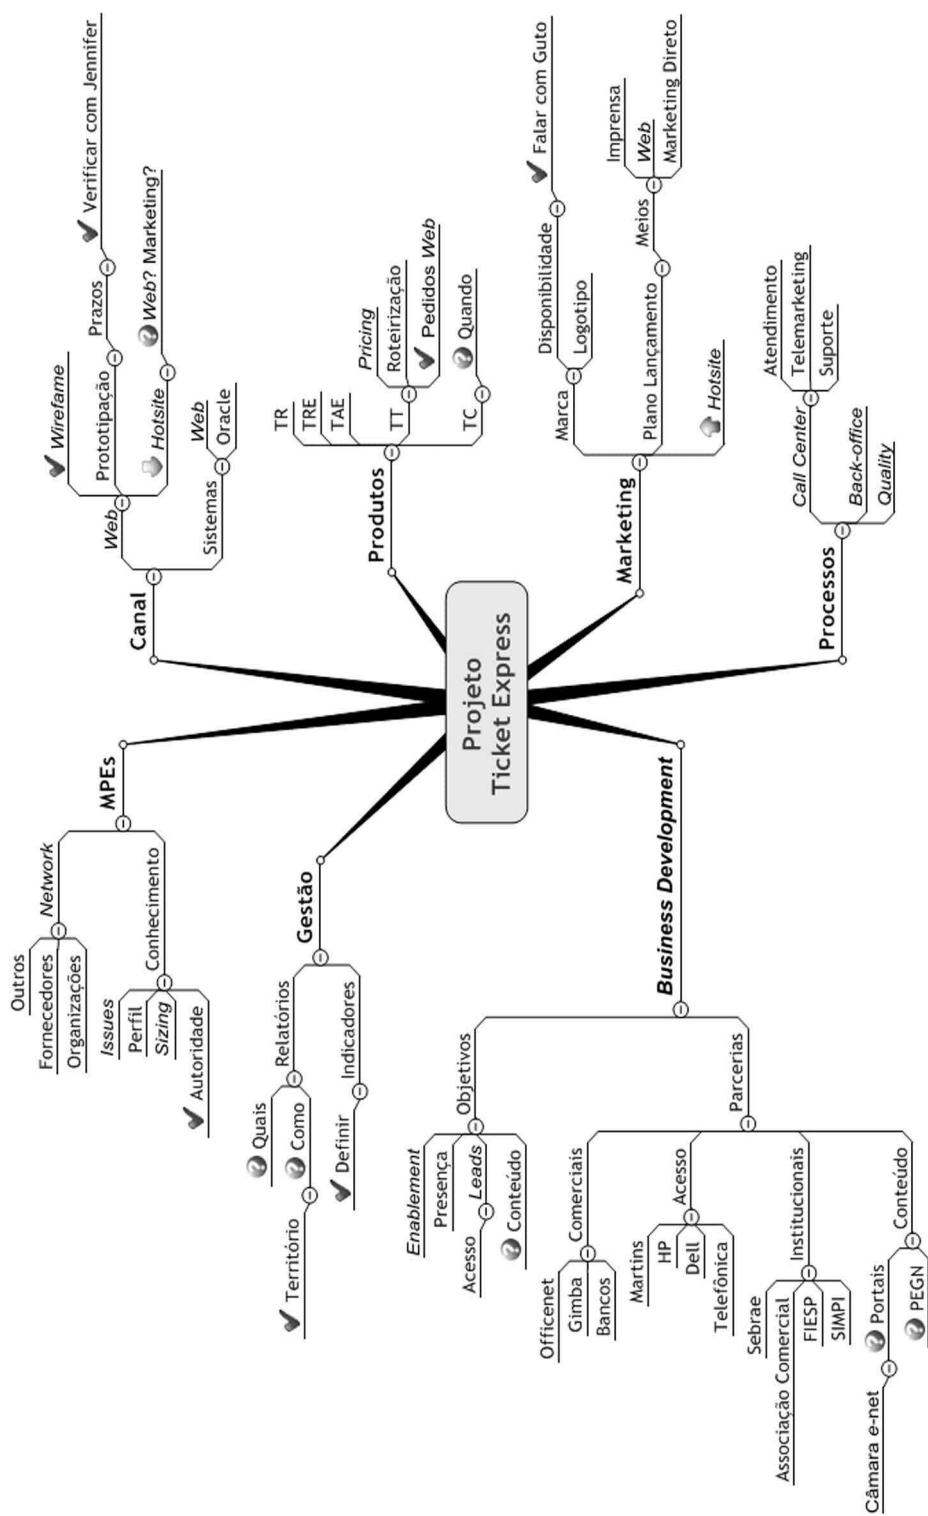 Projeto
Ticket Express
Canal
Web
Wirefame
Prototipação
Prazos
Verificar com Jennifer
Hotsite
Web? Marketing?
Sistemas
Web
Oracle
Produtos
TR
TRE
TAE
TT
Pricing
Roteirização
Pedidos Web
TC
Quando
Marketing
Marca
Disponibilidade
Falar com Guto
Logotipo
Plano Lançamento
Meios
Imprensa
Web
Marketing Direto
Hotsite
Processos
Call Center
Atendimento
Telemarketing
Suporte
Back-office
Quality
MPEs
Network
Outros
Fornecedores
Organizações
Conhecimento
Issues
Perfil
Sizing
Autoridade
Gestão
Relatórios
Quais
Como
Território
Indicadores
Definir
Business Development
Objetivos
Enablement
Presença
Leads
Acesso
Conteúdo
Parcerias
Comerciais
Officenet
Gimba
Bancos
Acesso
Martins
HP
Dell
Telefônica
Institucionais
Sebrae
Associação Comercial
FIESP
SIMPI
Conteúdo
Portais
Câmara e-net
PEGN